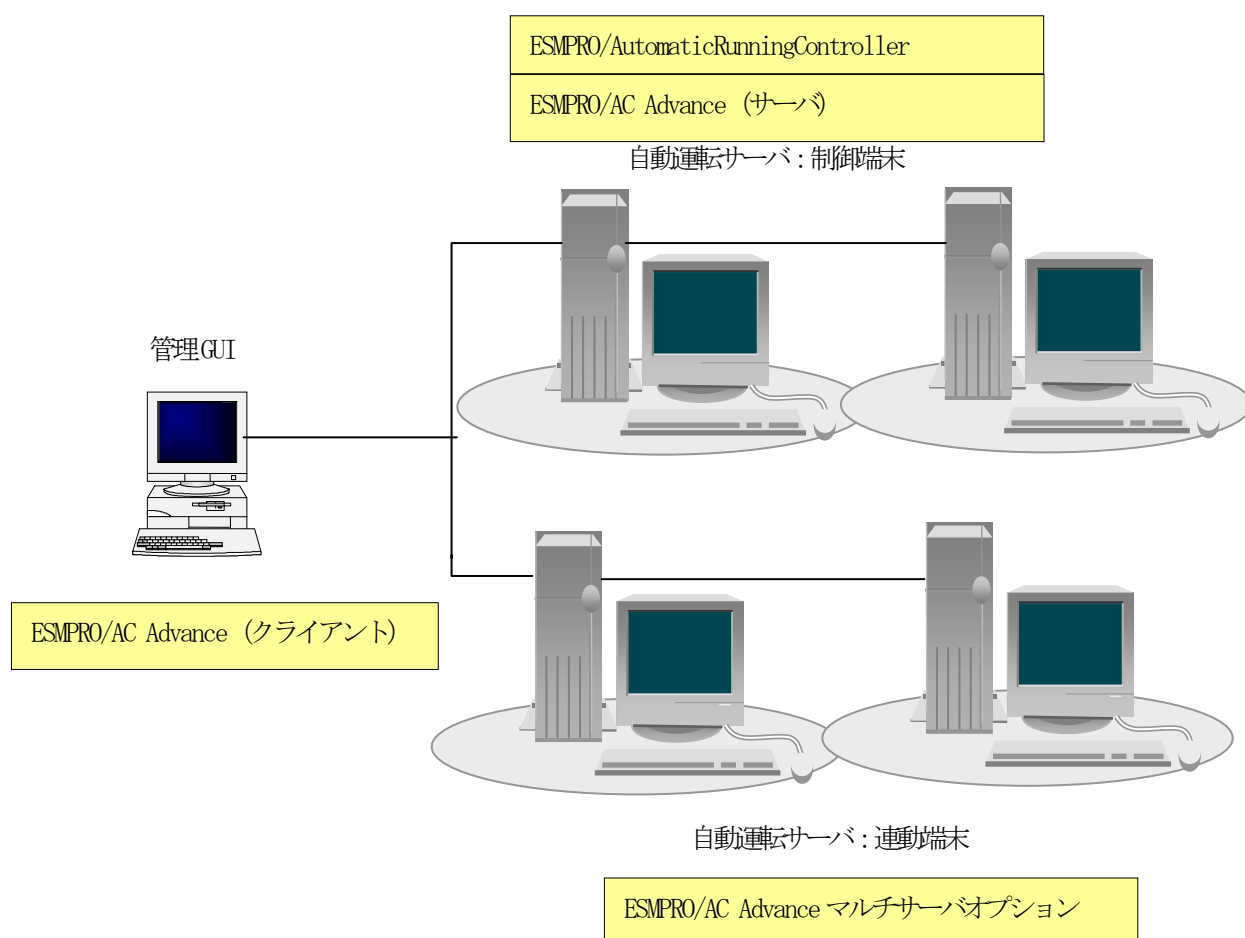 ESMPRO/AutomaticRunningController
ESMPRO/AC Advance (サーバ)
自動運転サーバ:制御端末
管理GUI
ESMPRO/AC Advance (クライアント)
自動運転サーバ:連動端末
ESMPRO/AC Advance マルチサーバオプション